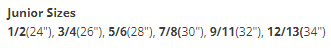 Junior Sizes
1/2(24"), 3/4(26"), 5/6(28"), 7/8(30"), 9/11(32"), 12/13(34")